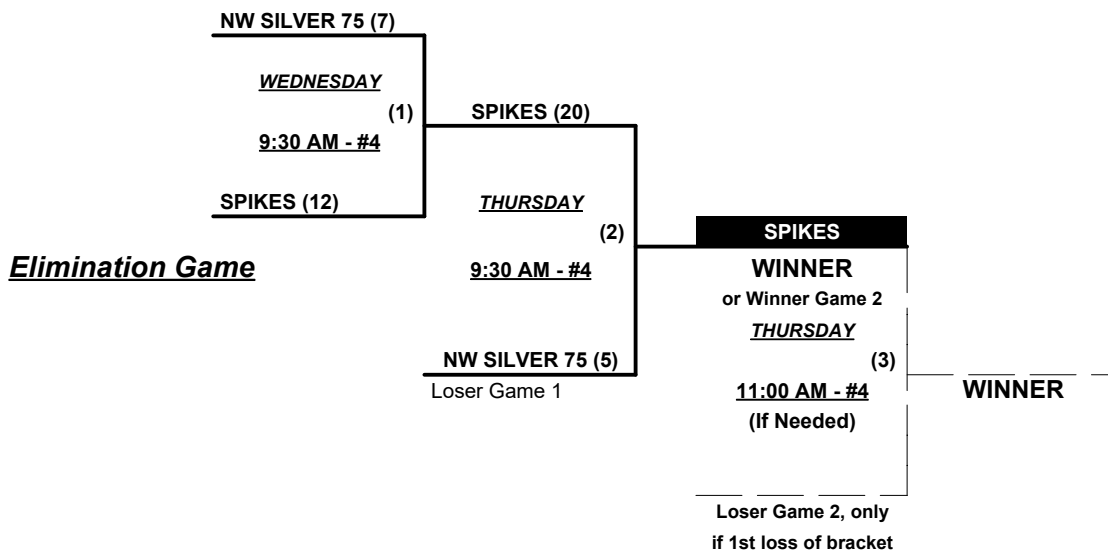 NW SILVER 75 (7)
WEDNESDAY
(1)
9:30 AM - #4
SPIKES (12)
Elimination Game
SPIKES (20)
THURSDAY
(2)
9:30 AM - #4
NW SILVER 75 (5)
Loser Game 1
SPIKES
WINNER
or Winner Game 2
THURSDAY
(3)
11:00 AM - #4
(If Needed)
WINNER
Loser Game 2, only
if 1st loss of bracket